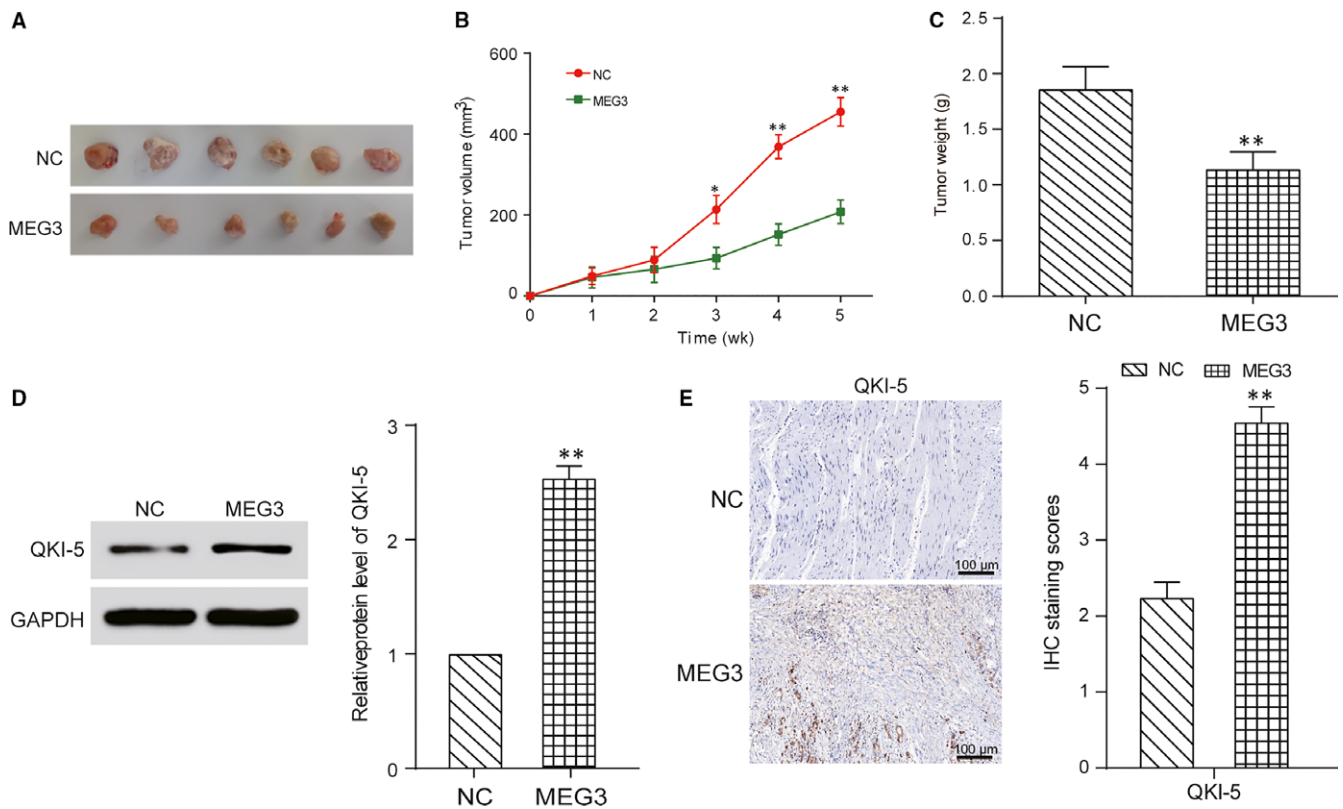 A
NC
MEG3
B
Tumor volume (mm3)
600
400
200
0
NC
MEG3
*
**
**
0 1 2 3 4 5
Time (wk)
C
Tumor weight (g)
2.5
2.0
1.5
1.0
0.5
0.0
**
NC MEG3
D
NC MEG3
QKI-5
GAPDH
Relativeprotein level of QKI-5
3
2
1
0
**
NC MEG3
E
QKI-5
NC
100 µm
MEG3
100 µm
NC MEG3
IHC staining scores
5
4
3
2
1
0
**
QKI-5